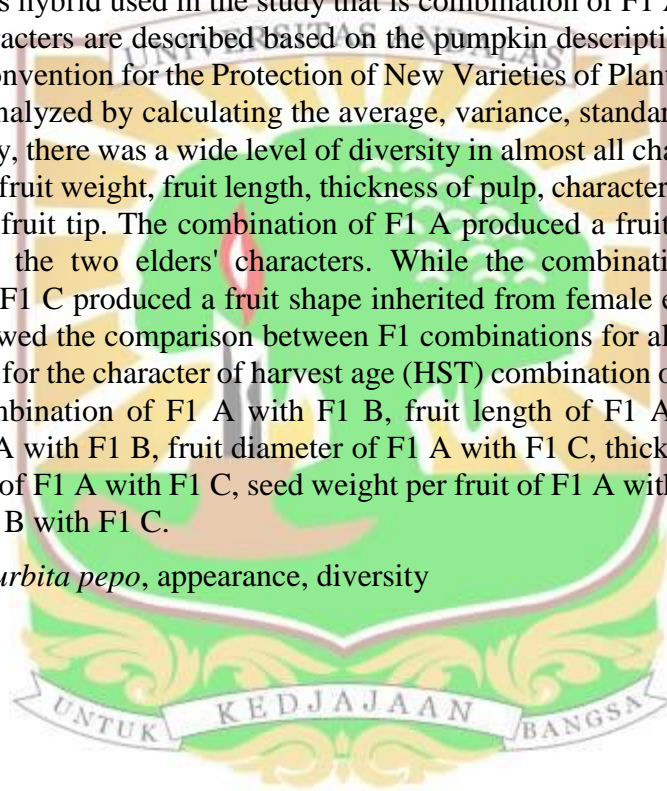 s hybrid used in the study that is combination of F1
acters are described based on the pumpkin descripti
UNIVERSITAS ANDALAS
onvention for the Protection of New Varieties of Plant
nalyzed by calculating the average, variance, standar
y, there was a wide level of diversity in almost all cha
fruit weight, fruit length, thickness of pulp, character
fruit tip. The combination of F1 A produced a fruit
the two elders' characters. While the combinati
F1 C produced a fruit shape inherited from female e
wed the comparison between F1 combinations for al
for the character of harvest age (HST) combination o
mbination of F1 A with F1 B, fruit length of F1 A
A with F1 B, fruit diameter of F1 A with F1 C, thick
of F1 A with F1 C, seed weight per fruit of F1 A with
B with F1 C.
urbita pepo, appearance, diversity
UNTUK KEDJAJAAN BANGSA